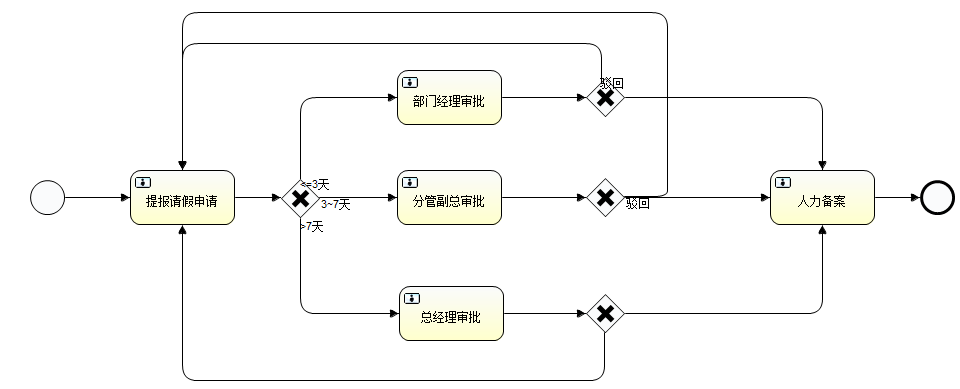 驳回
部门经理审批
<=3天
提报请假申请
3~7天
分管副总审批
驳回
人力备案
>7天
总经理审批